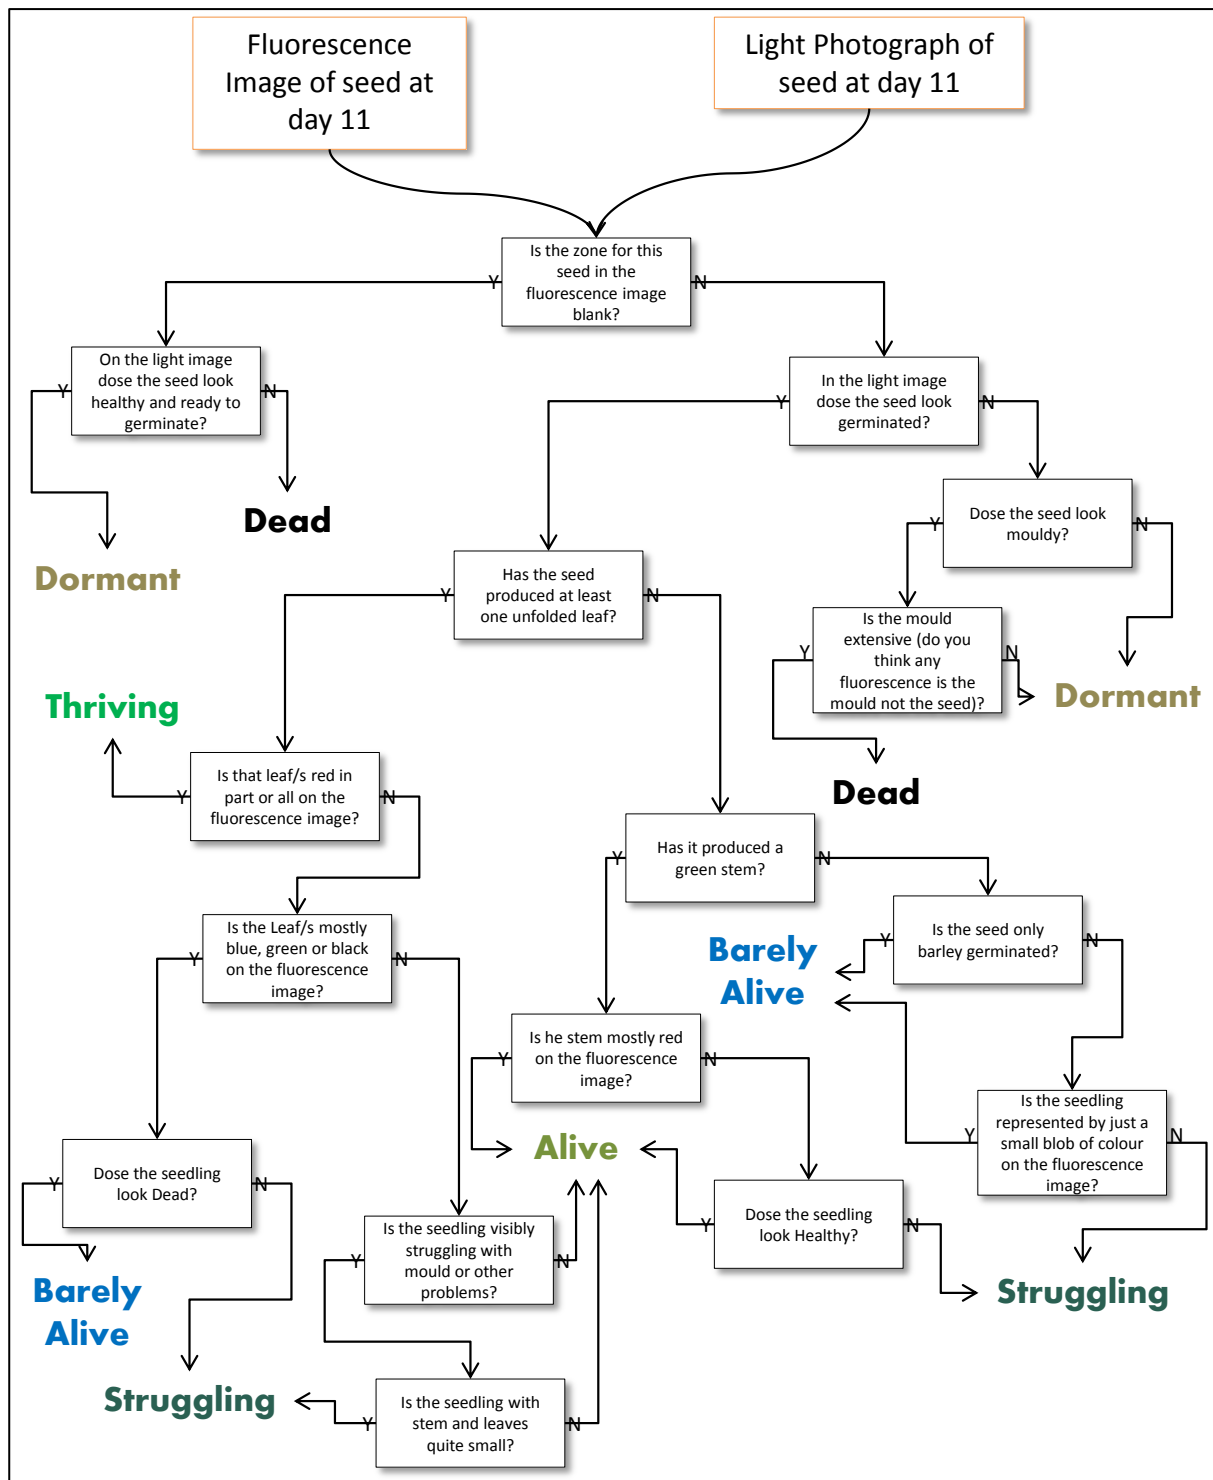 Fluorescence
Image of seed at
day 11
Light Photograph of
seed at day 11
Is the zone for this
seed in the
fluorescence image
blank?
Y
N
On the light image
dose the seed look
healthy and ready to
germinate?
Y
N
In the light image
dose the seed look
germinated?
Y
N
Dead
Dormant
Dose the seed look
mouldy?
Y
N
Has the seed
produced at least
one unfolded leaf?
Y
N
Is the mould
extensive (do you
think any
fluorescence is the
mould not the seed)?
Y
N
Dormant
Dead
Thriving
Is that leaf/s red in
part or all on the
fluorescence image?
Y
N
Has it produced a
green stem?
Y
N
Is the Leaf/s mostly
blue, green or black
on the fluorescence
image?
Y
N
Is the seed only
barley germinated?
Y
N
Barely
Alive
Is he stem mostly red
on the fluorescence
image?
Y
N
Is the seedling
represented by just a
small blob of colour
on the fluorescence
image?
Y
N
Alive
Dose the seedling
look Dead?
Y
N
Dose the seedling
look Healthy?
Y
N
Is the seedling visibly
struggling with
mould or other
problems?
Y
N
Barely
Alive
Struggling
Struggling
Is the seedling with
stem and leaves
quite small?
Y
N